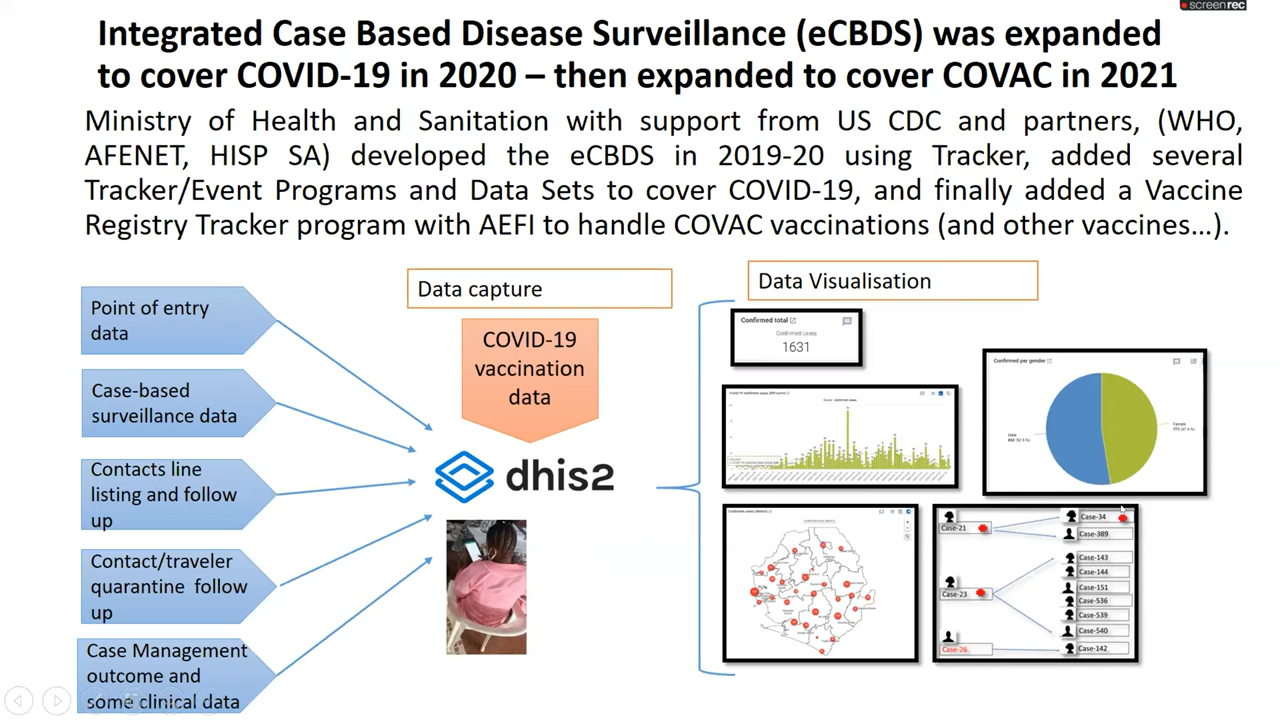 screenrec
Integrated Case Based Disease Surveillance (eCBDS) was expanded
to cover COVID-19 in 2020 – then expanded to cover COVAC in 2021
Ministry of Health and Sanitation with support from US CDC and partners, (WHO,
AFENET, HISP SA) developed the eCBDS in 2019-20 using Tracker, added several
Tracker/Event Programs and Data Sets to cover COVID-19, and finally added a Vaccine
Registry Tracker program with AEFI to handle COVAC vaccinations (and other vaccines...).
Point of entry
data
Case-based
surveillance data
Contacts line
listing and follow
up
Contact/traveler
quarantine follow
up
Case Management
outcome and
some clinical data
Data capture
COVID-19
vaccination
data
dhis2
Data Visualisation
Confirmed total
Confirmed cases
1631
Confirmed per gender
Male
Female
Case-21
Case-34
Case-389
Case-23
Case-143
Case-144
Case-151
Case-536
Case-539
Case-540
Case-26
Case-142